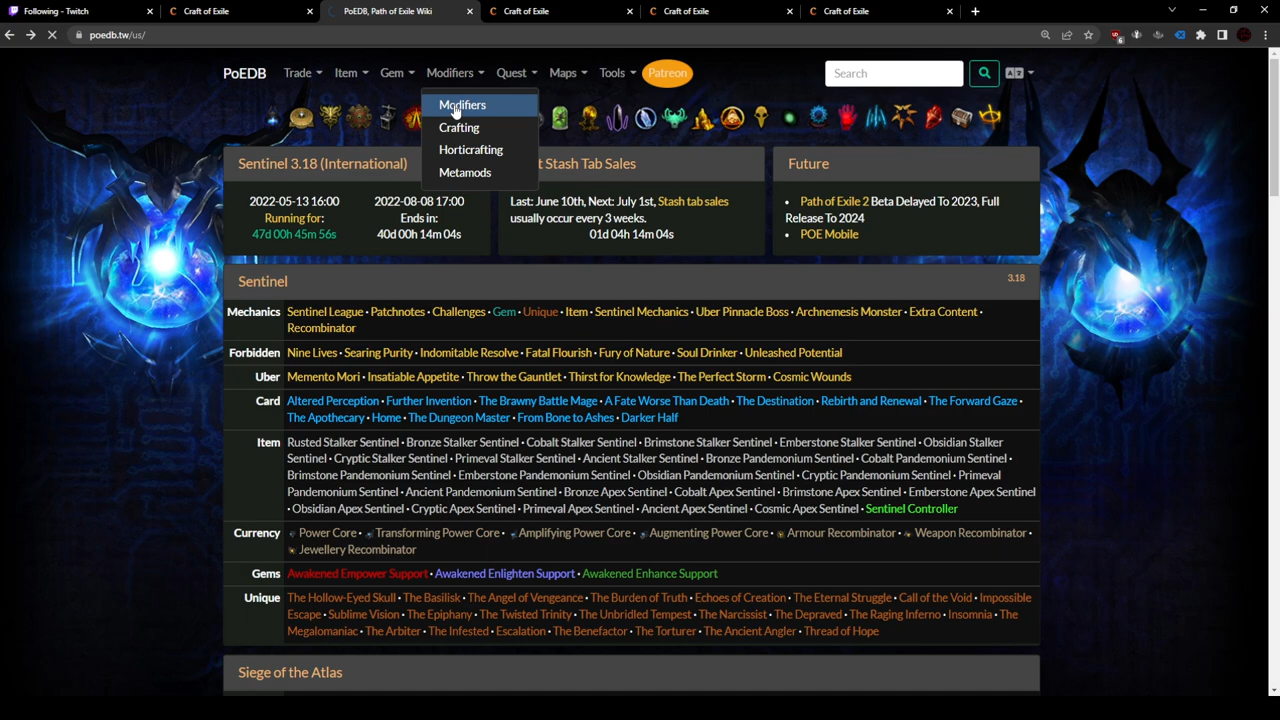 Following - Twitch
Craft of Exile
PoEDB, Path of Exile Wiki
Craft of Exile
Craft of Exile
Craft of Exile
poedb.tw/us/
6
PoEDB
Trade
Item
Gem
Modifiers
Quest
Maps
Tools
Patreon
Search
Modifiers
Crafting
Horticrafting
Metamods
Sentinel 3.18 (International)
2022-05-13 16:00
Running for:
47d 00h 45m 56s
2022-08-08 17:00
Ends in:
40d 00h 14m 04s
t Stash Tab Sales
Last: June 10th, Next: July 1st, Stash tab sales
usually occur every 3 weeks.
01d 04h 14m 04s
Future
• Path of Exile 2 Beta Delayed To 2023, Full
Release To 2024
• POE Mobile
Sentinel 3.18
Mechanics Sentinel League • Patchnotes • Challenges • Gem • Unique • Item • Sentinel Mechanics • Uber Pinnacle Boss • Archnemesis Monster • Extra Content •
Recombinator
Forbidden Nine Lives • Searing Purity • Indomitable Resolve • Fatal Flourish • Fury of Nature • Soul Drinker • Unleashed Potential
Uber Memento Mori • Insatiable Appetite • Throw the Gauntlet • Thirst for Knowledge • The Perfect Storm • Cosmic Wounds
Card Altered Perception • Further Invention • The Brawny Battle Mage • A Fate Worse Than Death • The Destination • Rebirth and Renewal • The Forward Gaze •
The Apothecary • Home • The Dungeon Master • From Bone to Ashes • Darker Half
Item Rusted Stalker Sentinel • Bronze Stalker Sentinel • Cobalt Stalker Sentinel • Brimstone Stalker Sentinel • Emberstone Stalker Sentinel • Obsidian Stalker
Sentinel • Cryptic Stalker Sentinel • Primeval Stalker Sentinel • Ancient Stalker Sentinel • Bronze Pandemonium Sentinel • Cobalt Pandemonium Sentinel •
Brimstone Pandemonium Sentinel • Emberstone Pandemonium Sentinel • Obsidian Pandemonium Sentinel • Cryptic Pandemonium Sentinel • Primeval
Pandemonium Sentinel • Ancient Pandemonium Sentinel • Bronze Apex Sentinel • Cobalt Apex Sentinel • Brimstone Apex Sentinel • Emberstone Apex Sentinel
• Obsidian Apex Sentinel • Cryptic Apex Sentinel • Primeval Apex Sentinel • Ancient Apex Sentinel • Cosmic Apex Sentinel • Sentinel Controller
Currency Power Core • Transforming Power Core • Amplifying Power Core • Augmenting Power Core • Armour Recombinator • Weapon Recombinator •
Jewellery Recombinator
Gems Awakened Empower Support • Awakened Enlighten Support • Awakened Enhance Support
Unique The Hollow-Eyed Skull • The Basilisk • The Angel of Vengeance • The Burden of Truth • Echoes of Creation • The Eternal Struggle • Call of the Void • Impossible
Escape • Sublime Vision • The Epiphany • The Twisted Trinity • The Unbridled Tempest • The Narcissist • The Depraved • The Raging Inferno • Insomnia • The
Megalomaniac • The Arbiter • The Infested • Escalation • The Benefactor • The Torturer • The Ancient Angler • Thread of Hope
Siege of the Atlas